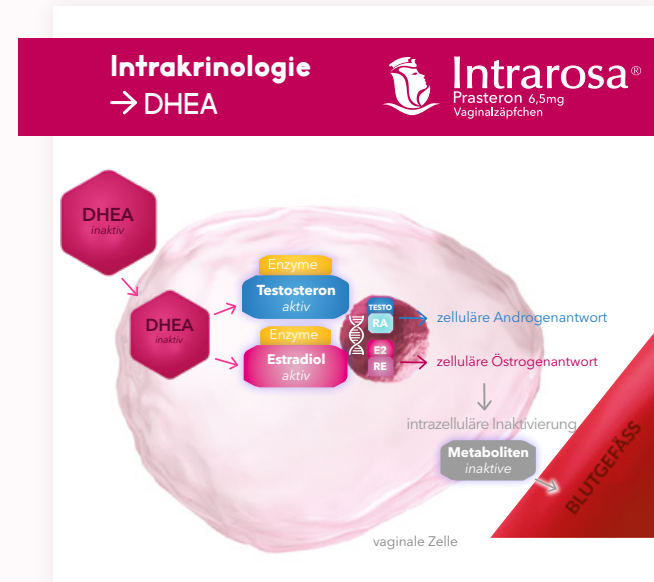 Intrakrinologie
→ DHEA
Intrarosa®
Prasteron 6,5mg
Vaginalzäpfchen
DHEA
inaktiv
Enzyme
Testosteron
aktiv
DHEA
inaktiv
Enzyme
Estradiol
aktiv
TESTO
RA
E2
RE
zelluläre Androgenantwort
zelluläre Östrogenantwort
intrazelluläre Inaktivierung
Metaboliten
inaktive
BLUTGEFÄSS
vaginale Zelle